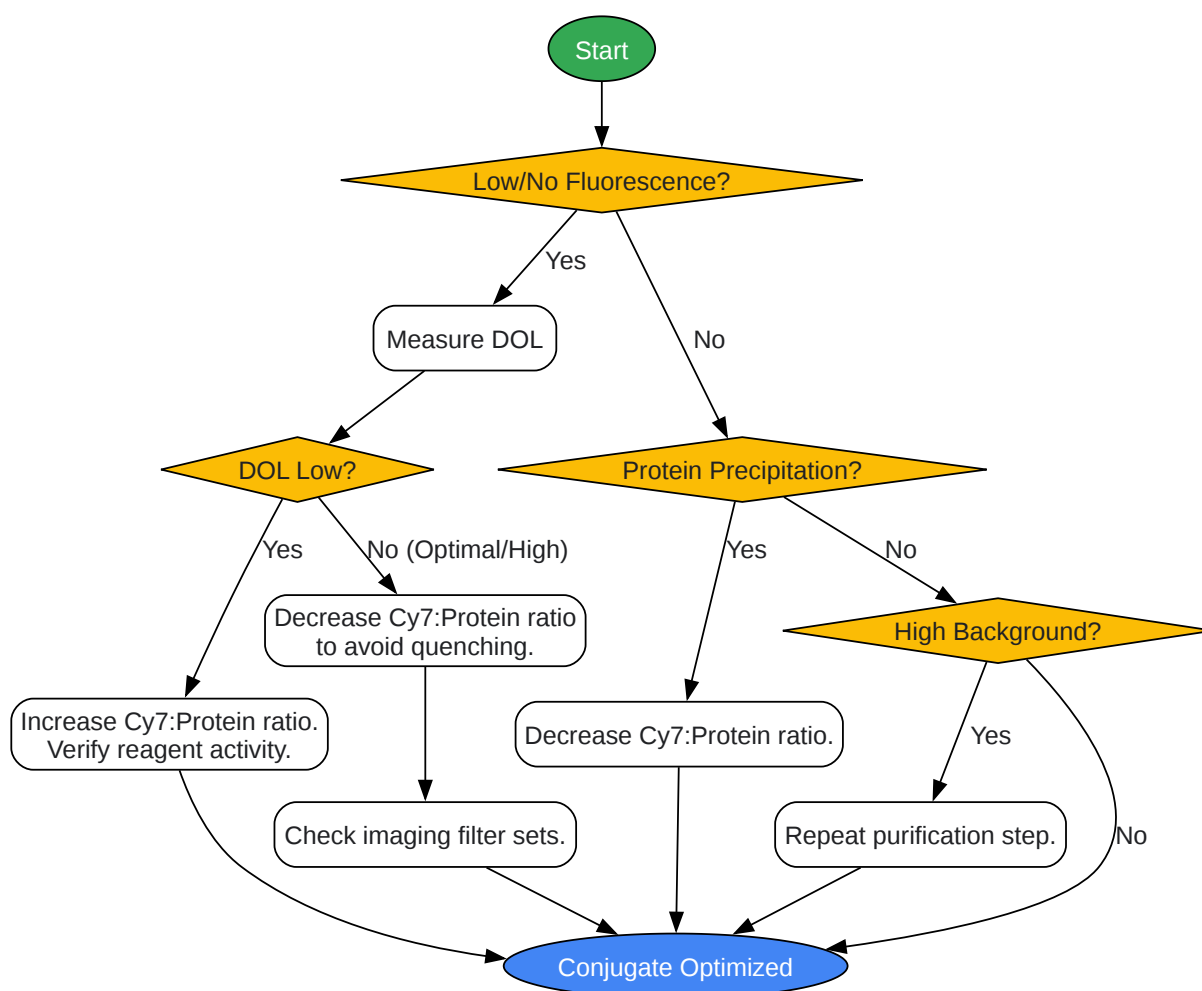 Start
Low/No Fluorescence?
Yes
No
Measure DOL
DOL Low?
Protein Precipitation?
Yes
No (Optimal/High)
Yes
No
Decrease Cy7:Protein ratio
to avoid quenching.
High Background?
Increase Cy7:Protein ratio.
Verify reagent activity.
Decrease Cy7:Protein ratio.
Yes
Check imaging filter sets.
Repeat purification step.
No
Conjugate Optimized